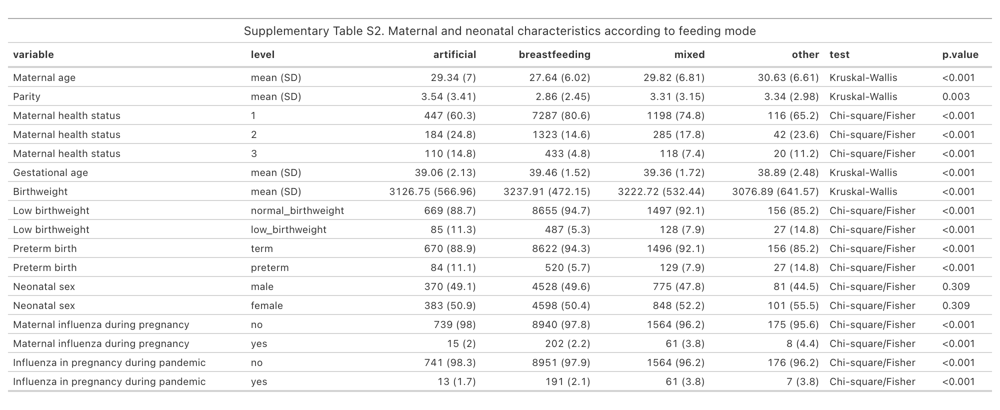 Supplementary Table S2. Maternal and neonatal characteristics according to feeding mode
variable level artificial breastfeeding mixed other test p.value
Maternal age mean (SD) 29.34 (7) 27.64 (6.02) 29.82 (6.81) 30.63 (6.61) Kruskal-Wallis <0.001
Parity mean (SD) 3.54 (3.41) 2.86 (2.45) 3.31 (3.15) 3.34 (2.98) Kruskal-Wallis 0.003
Maternal health status 1 447 (60.3) 7287 (80.6) 1198 (74.8) 116 (65.2) Chi-square/Fisher <0.001
Maternal health status 2 184 (24.8) 1323 (14.6) 285 (17.8) 42 (23.6) Chi-square/Fisher <0.001
Maternal health status 3 110 (14.8) 433 (4.8) 118 (7.4) 20 (11.2) Chi-square/Fisher <0.001
Gestational age mean (SD) 39.06 (2.13) 39.46 (1.52) 39.36 (1.72) 38.89 (2.48) Kruskal-Wallis <0.001
Birthweight mean (SD) 3126.75 (566.96) 3237.91 (472.15) 3222.72 (532.44) 3076.89 (641.57) Kruskal-Wallis <0.001
Low birthweight normal_birthweight 669 (88.7) 8655 (94.7) 1497 (92.1) 156 (85.2) Chi-square/Fisher <0.001
Low birthweight low_birthweight 85 (11.3) 487 (5.3) 128 (7.9) 27 (14.8) Chi-square/Fisher <0.001
Preterm birth term 670 (88.9) 8622 (94.3) 1496 (92.1) 156 (85.2) Chi-square/Fisher <0.001
Preterm birth preterm 84 (11.1) 520 (5.7) 129 (7.9) 27 (14.8) Chi-square/Fisher <0.001
Neonatal sex male 370 (49.1) 4528 (49.6) 775 (47.8) 81 (44.5) Chi-square/Fisher 0.309
Neonatal sex female 383 (50.9) 4598 (50.4) 848 (52.2) 101 (55.5) Chi-square/Fisher 0.309
Maternal influenza during pregnancy no 739 (98) 8940 (97.8) 1564 (96.2) 175 (95.6) Chi-square/Fisher <0.001
Maternal influenza during pregnancy yes 15 (2) 202 (2.2) 61 (3.8) 8 (4.4) Chi-square/Fisher <0.001
Influenza in pregnancy during pandemic no 741 (98.3) 8951 (97.9) 1564 (96.2) 176 (96.2) Chi-square/Fisher <0.001
Influenza in pregnancy during pandemic yes 13 (1.7) 191 (2.1) 61 (3.8) 7 (3.8) Chi-square/Fisher <0.001